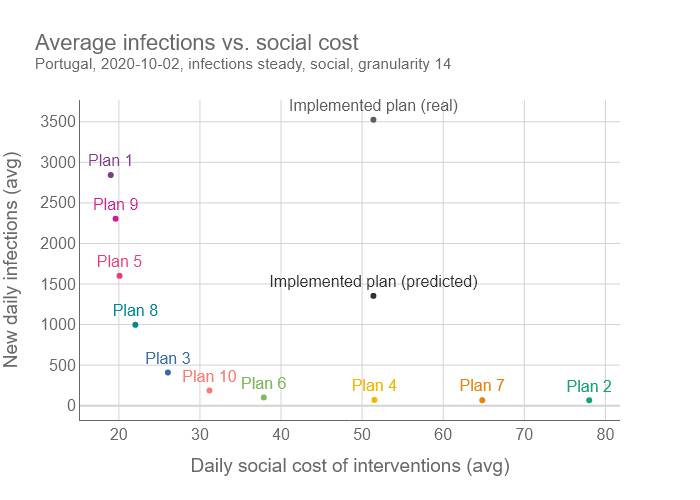 Average infections vs. social cost
Portugal, 2020-10-02, infections steady, social, granularity 14
New daily infections (avg)
3500
3000
2500
2000
1500
1000
500
0
Implemented plan (real)
Plan 1
Plan 9
Plan 5
Implemented plan (predicted)
Plan 8
Plan 3
Plan 10
Plan 6
Plan 4
Plan 7
Plan 2
20
30
40
50
60
70
80
Daily social cost of interventions (avg)